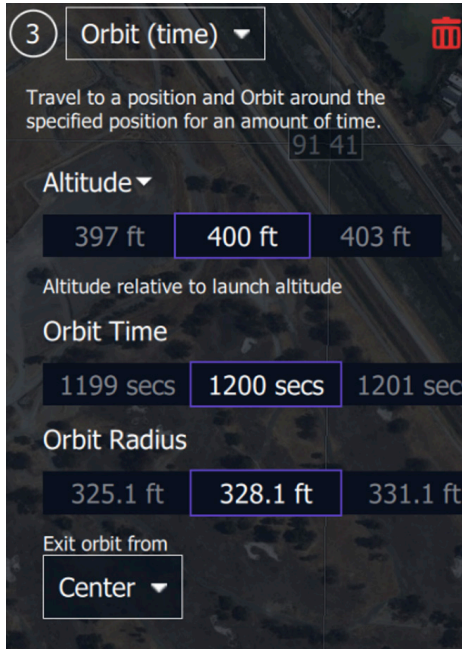 3 Orbit (time)
Travel to a position and Orbit around the
specified position for an amount of time.
91 41
Altitude
397 ft 400 ft 403 ft
Altitude relative to launch altitude
Orbit Time
1199 secs 1200 secs 1201 sec
Orbit Radius
325.1 ft 328.1 ft 331.1 ft
Exit orbit from
Center